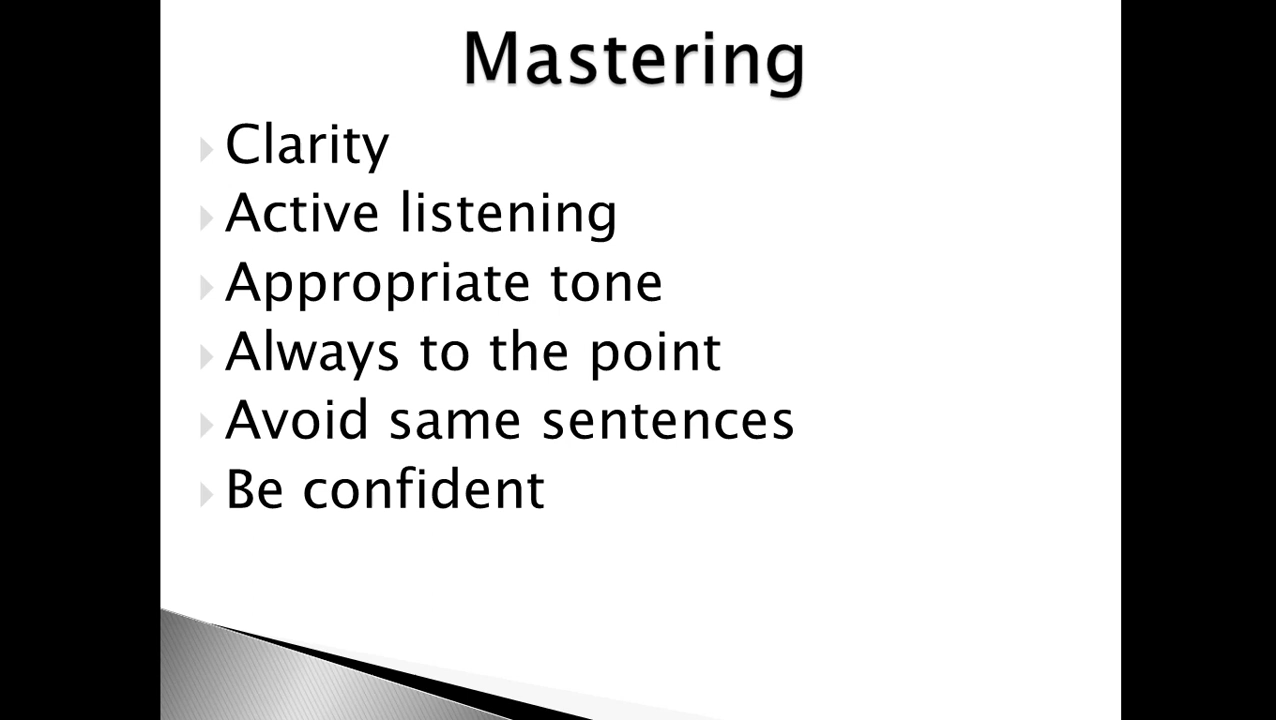 Mastering
Clarity
Active listening
Appropriate tone
Always to the point
Avoid same sentences
Be confident